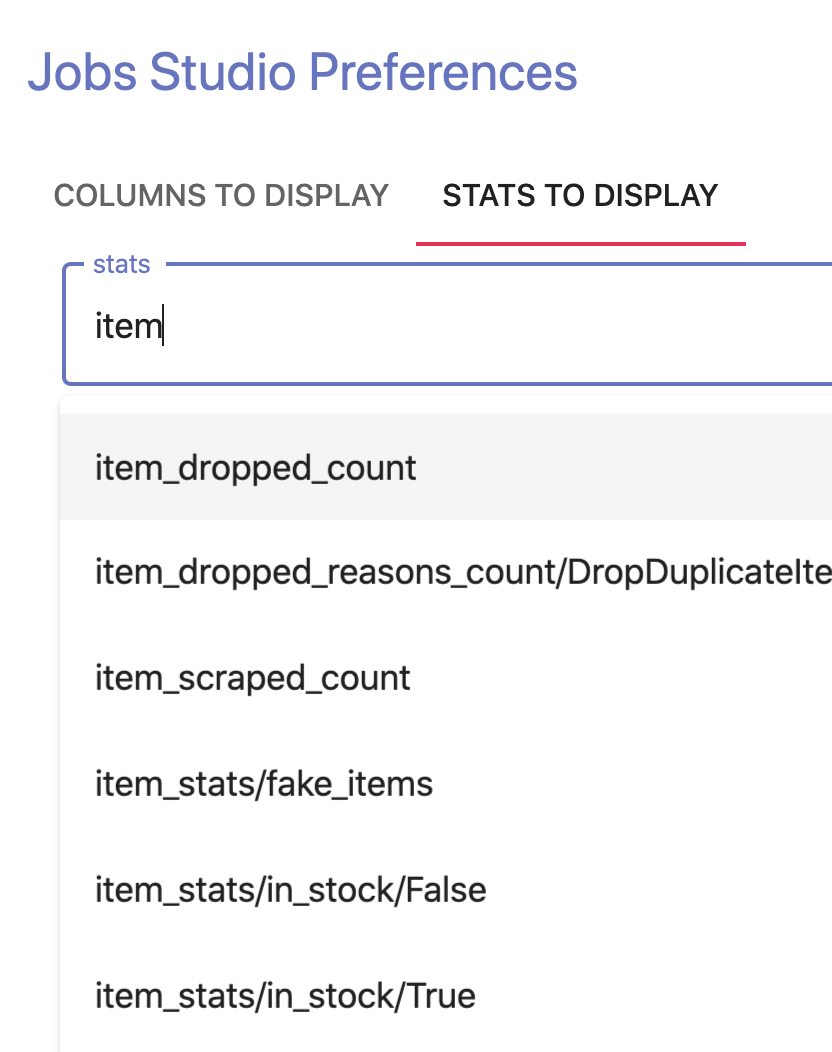 Jobs Studio Preferences
COLUMNS TO DISPLAY STATS TO DISPLAY
stats
item
item_dropped_count
item_dropped_reasons_count/DropDuplicateIte
item_scraped_count
item_stats/fake_items
item_stats/in_stock/False
item_stats/in_stock/True